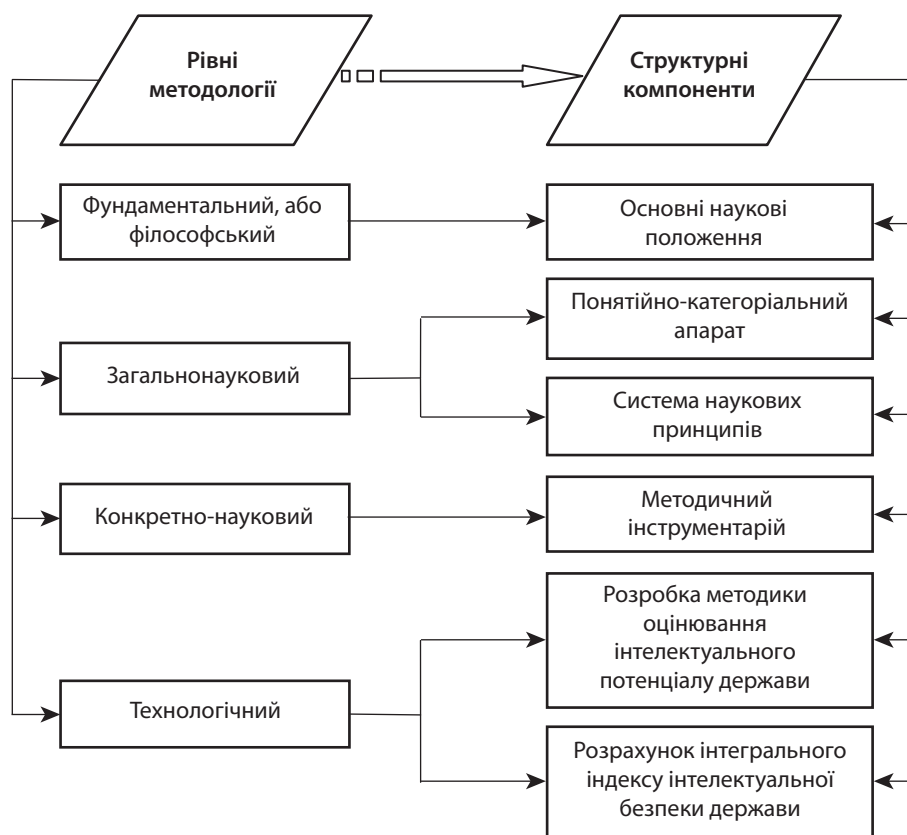 Рівні
методології
Структурні
компоненти
Фундаментальний, або
філософський
Основні наукові
положення
Загальнонауковий
Понятійно-категоріальний
апарат
Система наукових
принципів
Конкретно-науковий
Методичний
інструментарій
Технологічний
Розробка методики
оцінювання
інтелектуального
потенціалу держави
Розрахунок інтегрального
індексу інтелектуальної
безпеки держави